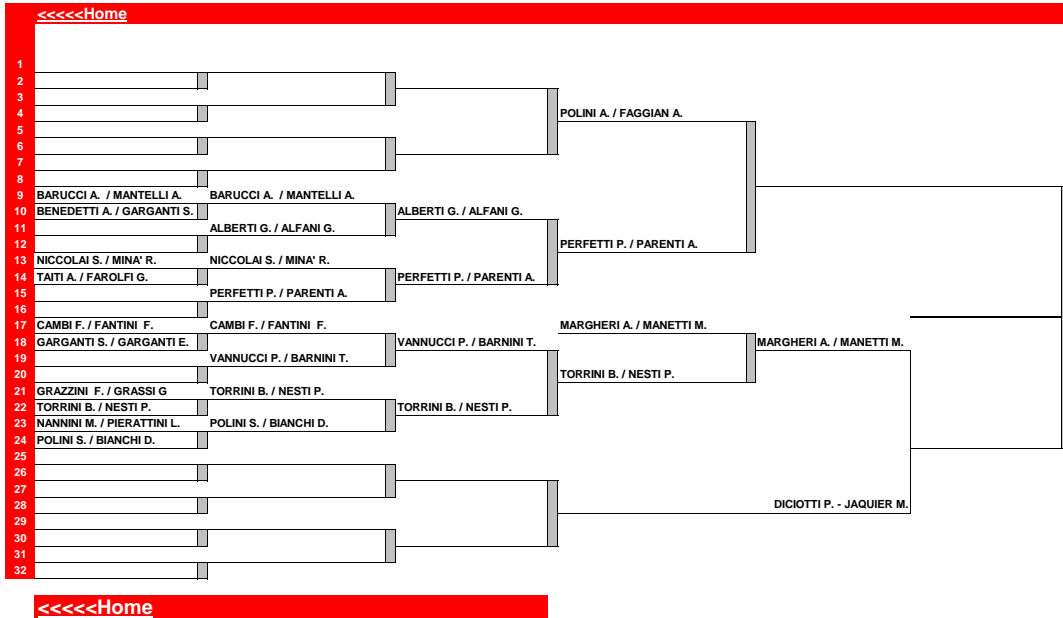 <<<<<Home
1
2
3
4 POLINI A. / FAGGIAN A.
5
6
7
8
9 BARUCCI A. / MANTELLI A. BARUCCI A. / MANTELLI A.
10 BENEDETTI A. / GARGANTI S. ALBERTI G. / ALFANI G.
11 ALBERTI G. / ALFANI G.
12 PERFETTI P. / PARENTI A.
13 NICCOLAI S. / MINA' R. NICCOLAI S. / MINA' R.
14 TAITI A. / FAROLFI G. PERFETTI P. / PARENTI A.
15 PERFETTI P. / PARENTI A.
16
17 CAMBI F. / FANTINI F. CAMBI F. / FANTINI F. MARGHERI A. / MANETTI M.
18 GARGANTI S. / GARGANTI E. VANNUCCI P. / BARNINI T. MARGHERI A. / MANETTI M.
19 VANNUCCI P. / BARNINI T.
20 TORRINI B. / NESTI P.
21 GRAZZINI F. / GRASSI G TORRINI B. / NESTI P.
22 TORRINI B. / NESTI P. TORRINI B. / NESTI P.
23 NANNINI M. / PIERATTINI L. POLINI S. / BIANCHI D.
24 POLINI S. / BIANCHI D.
25
26
27
28 DICIOTTI P. - JAQUIER M.
29
30
31
32
<<<<<Home